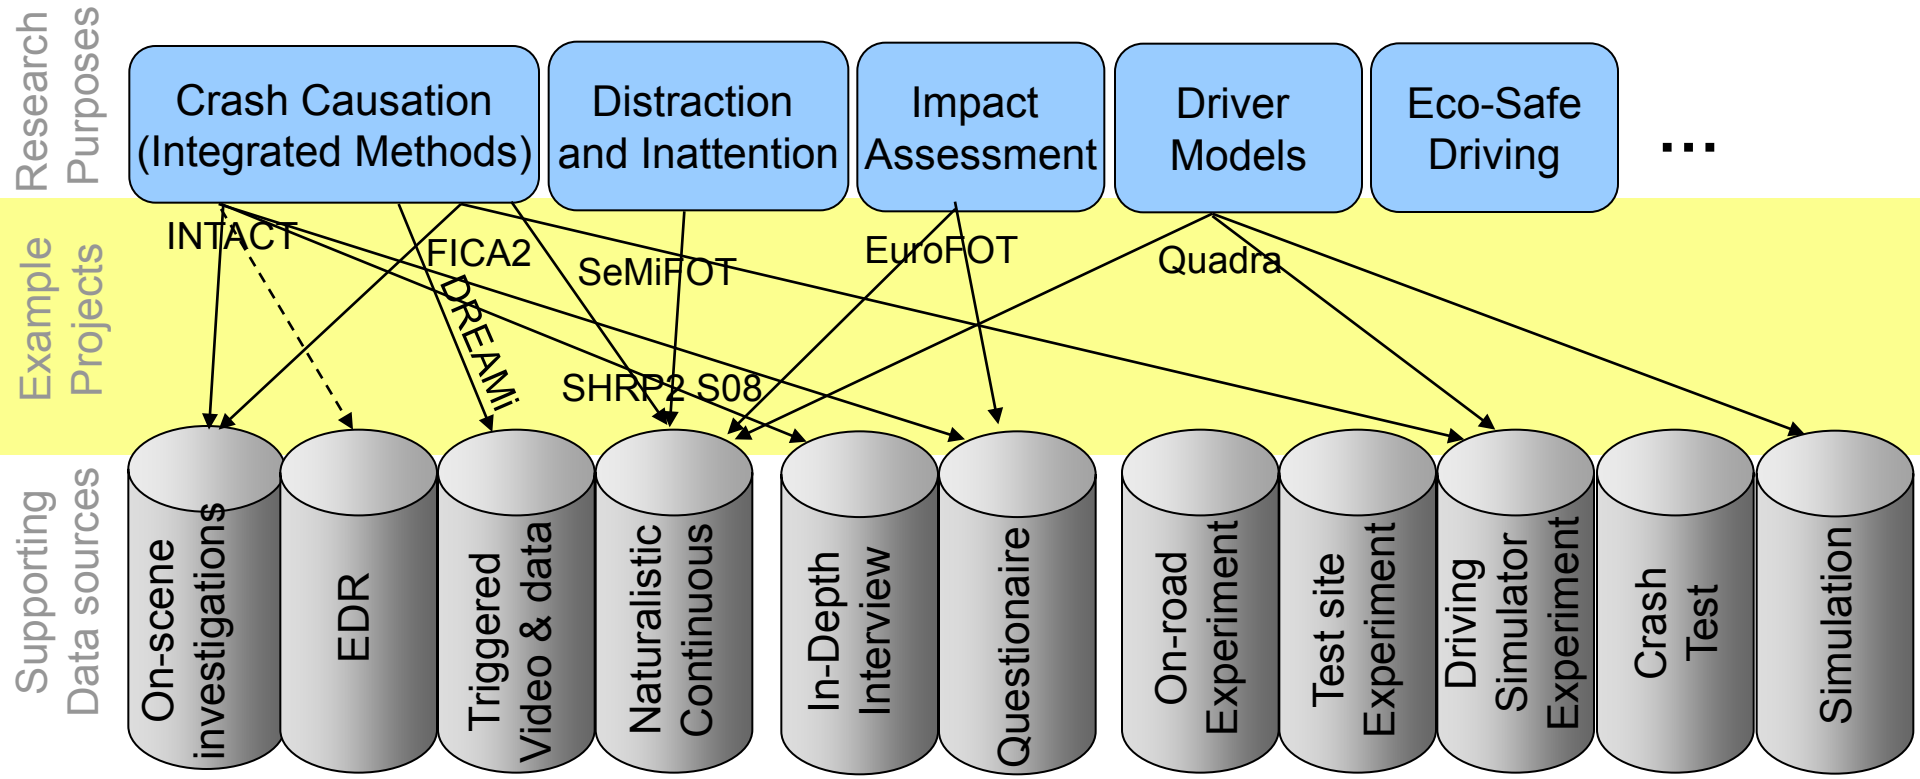 Research
Purposes
Crash Causation
(Integrated Methods)
Distraction
and Inattention
Impact
Assessment
Driver
Models
Eco-Safe
Driving
...
Example
Projects
INTACT
FICA2
DREAMi
SeMiFOT
SHRP2 S08
EuroFOT
Quadra
Supporting
Data sources
On-scene
investigations
EDR
Triggered
Video & data
Naturalistic
Continuous
In-Depth
Interview
Questionaire
On-road
Experiment
Test site
Experiment
Driving
Simulator
Experiment
Crash
Test
Simulation